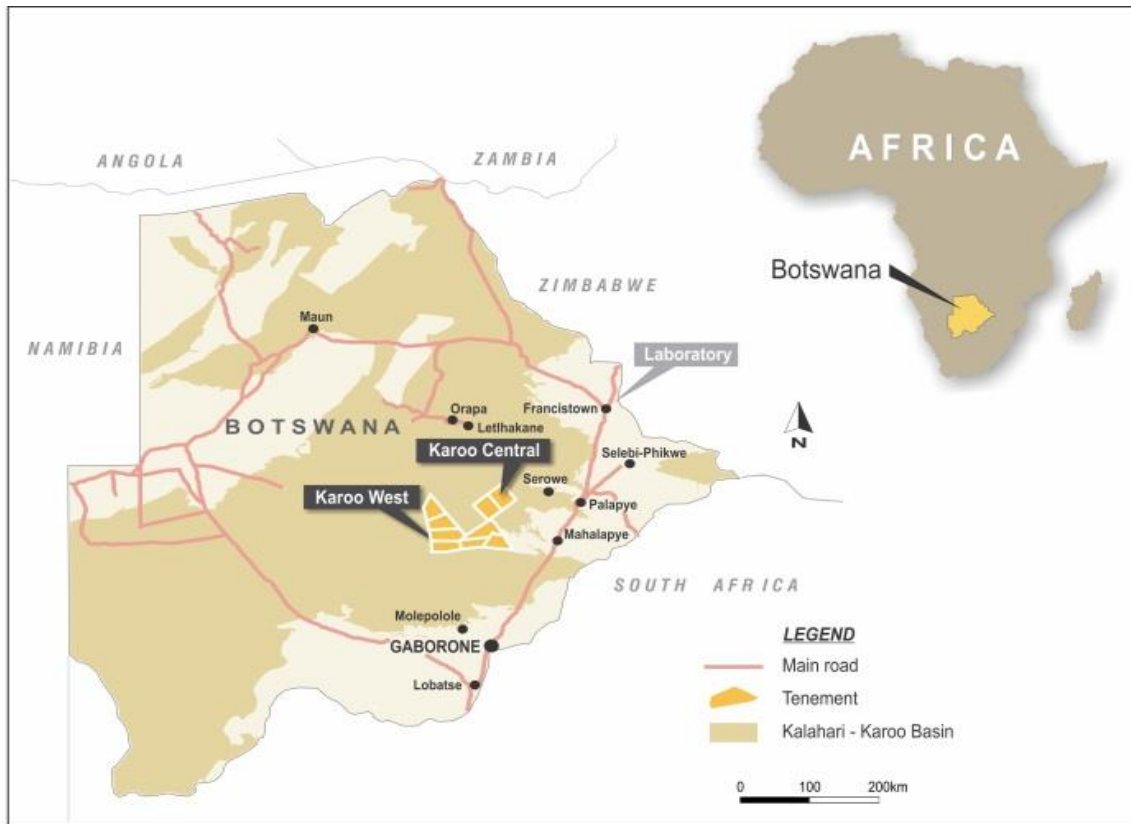 AFRICA
Botswana
ANGOLA
ZAMBIA
ZIMBABWE
NAMIBIA
Maun
Laboratory
Orapa
Francistown
BOTSWANA
Letlhakane
N
Karoo Central
Selebi-Phikwe
Serowe
Karoo West
Palapye
Mahalapye
SOUTH AFRICA
Molepolole
GABORONE
Lobatse
LEGEND
Main road
Tenement
Kalahari - Karoo Basin
0 100 200km